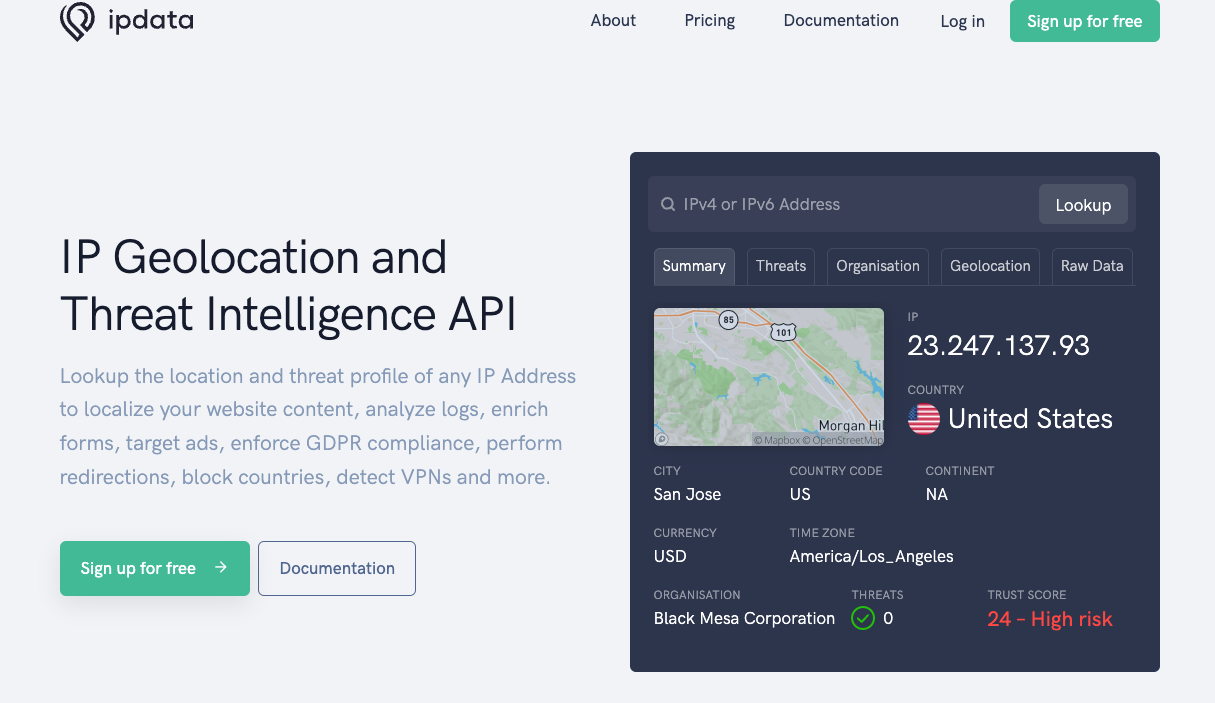 ipdata
About Pricing Documentation Log in Sign up for free
IP Geolocation and
Threat Intelligence API
Lookup the location and threat profile of any IP Address
to localize your website content, analyze logs, enrich
forms, target ads, enforce GDPR compliance, perform
redirections, block countries, detect VPNs and more.
Sign up for free → Documentation
IPv4 or IPv6 Address Lookup
Summary Threats Organisation Geolocation Raw Data
85
101
Morgan Hil
© Mapbox © OpenStreetMap
IP
23.247.137.93
COUNTRY
United States
CITY COUNTRY CODE CONTINENT
San Jose US NA
CURRENCY TIME ZONE
USD America/Los_Angeles
ORGANISATION THREATS TRUST SCORE
Black Mesa Corporation 0 24 – High risk